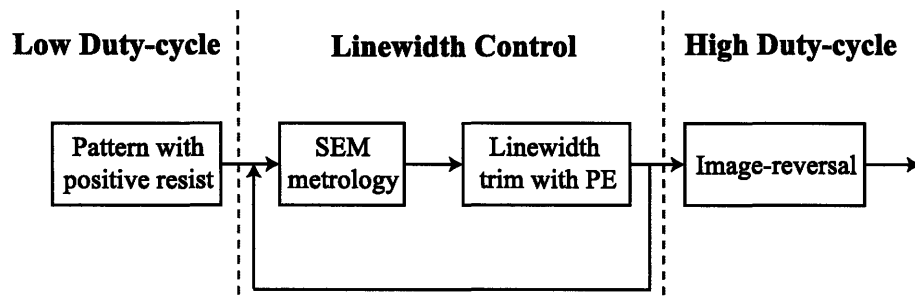 Low Duty-cycle
Linewidth Control
High Duty-cycle
Pattern with
positive resist
SEM
metrology
Linewidth
trim with PE
Image-reversal